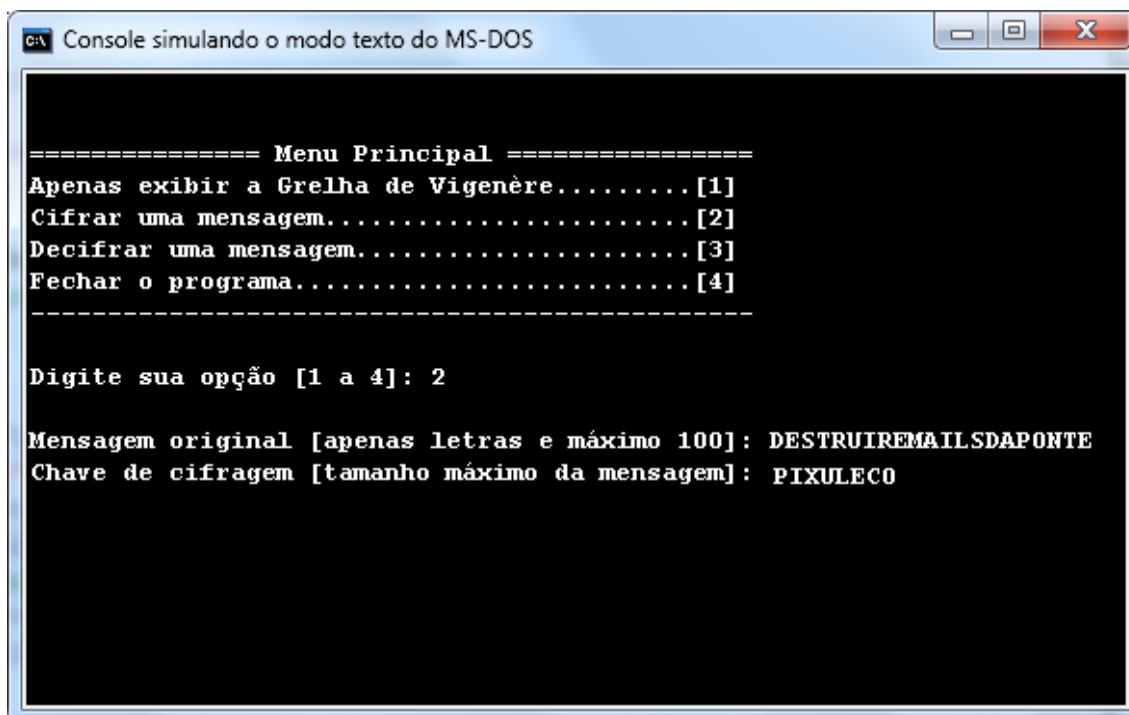 Console simulando o modo texto do MS-DOS
=============== Menu Principal ================
Apenas exibir a Grelha de Vigenère.........[1]
Cifrar uma mensagem........................[2]
Decifrar uma mensagem......................[3]
Fechar o programa..........................[4]
-----------------------------------------------
Digite sua opção [1 a 4]: 2
Mensagem original [apenas letras e máximo 100]: DESTRUIREMAILSDAPONTE
Chave de cifragem [tamanho máximo da mensagem]: PIXULECO